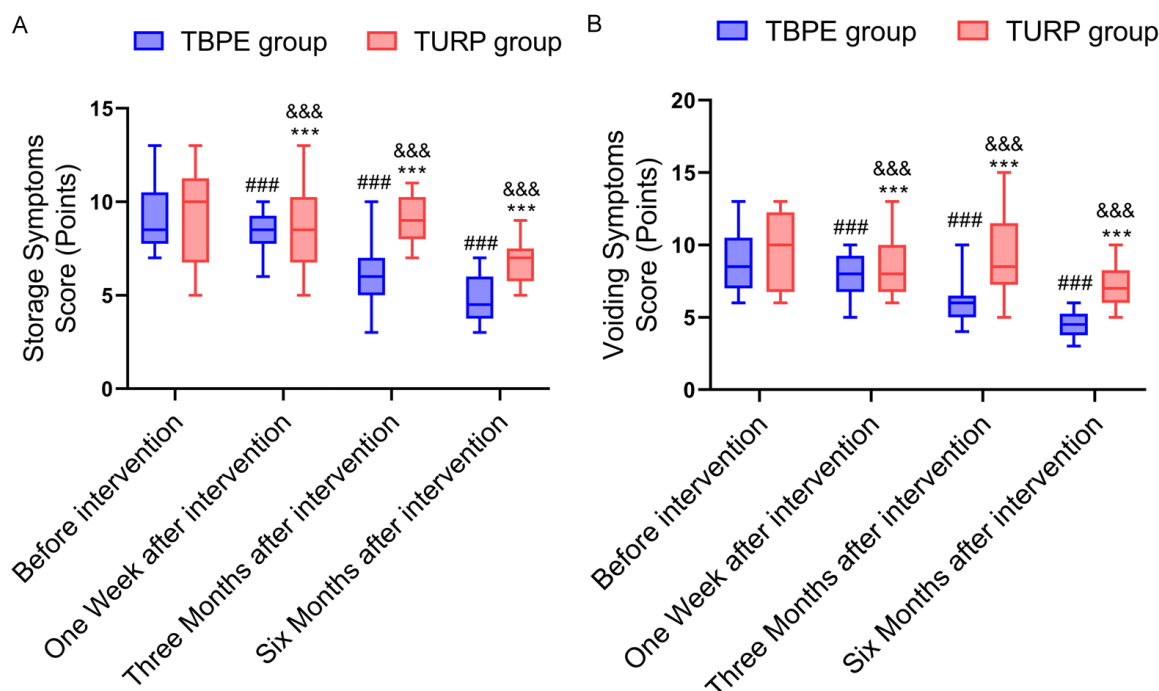 A
TBPE group
TURP group
Storage Symptoms
Score (Points)
15
10
5
0
&&&
***
###
&&&
***
###
&&&
***
###
Before intervention
One Week after intervention
Three Months after intervention
Six Months after intervention
B
TBPE group
TURP group
Voiding Symptoms
Score (Points)
20
15
10
5
0
&&&
***
###
&&&
***
###
&&&
***
###
Before intervention
One Week after intervention
Three Months after intervention
Six Months after intervention